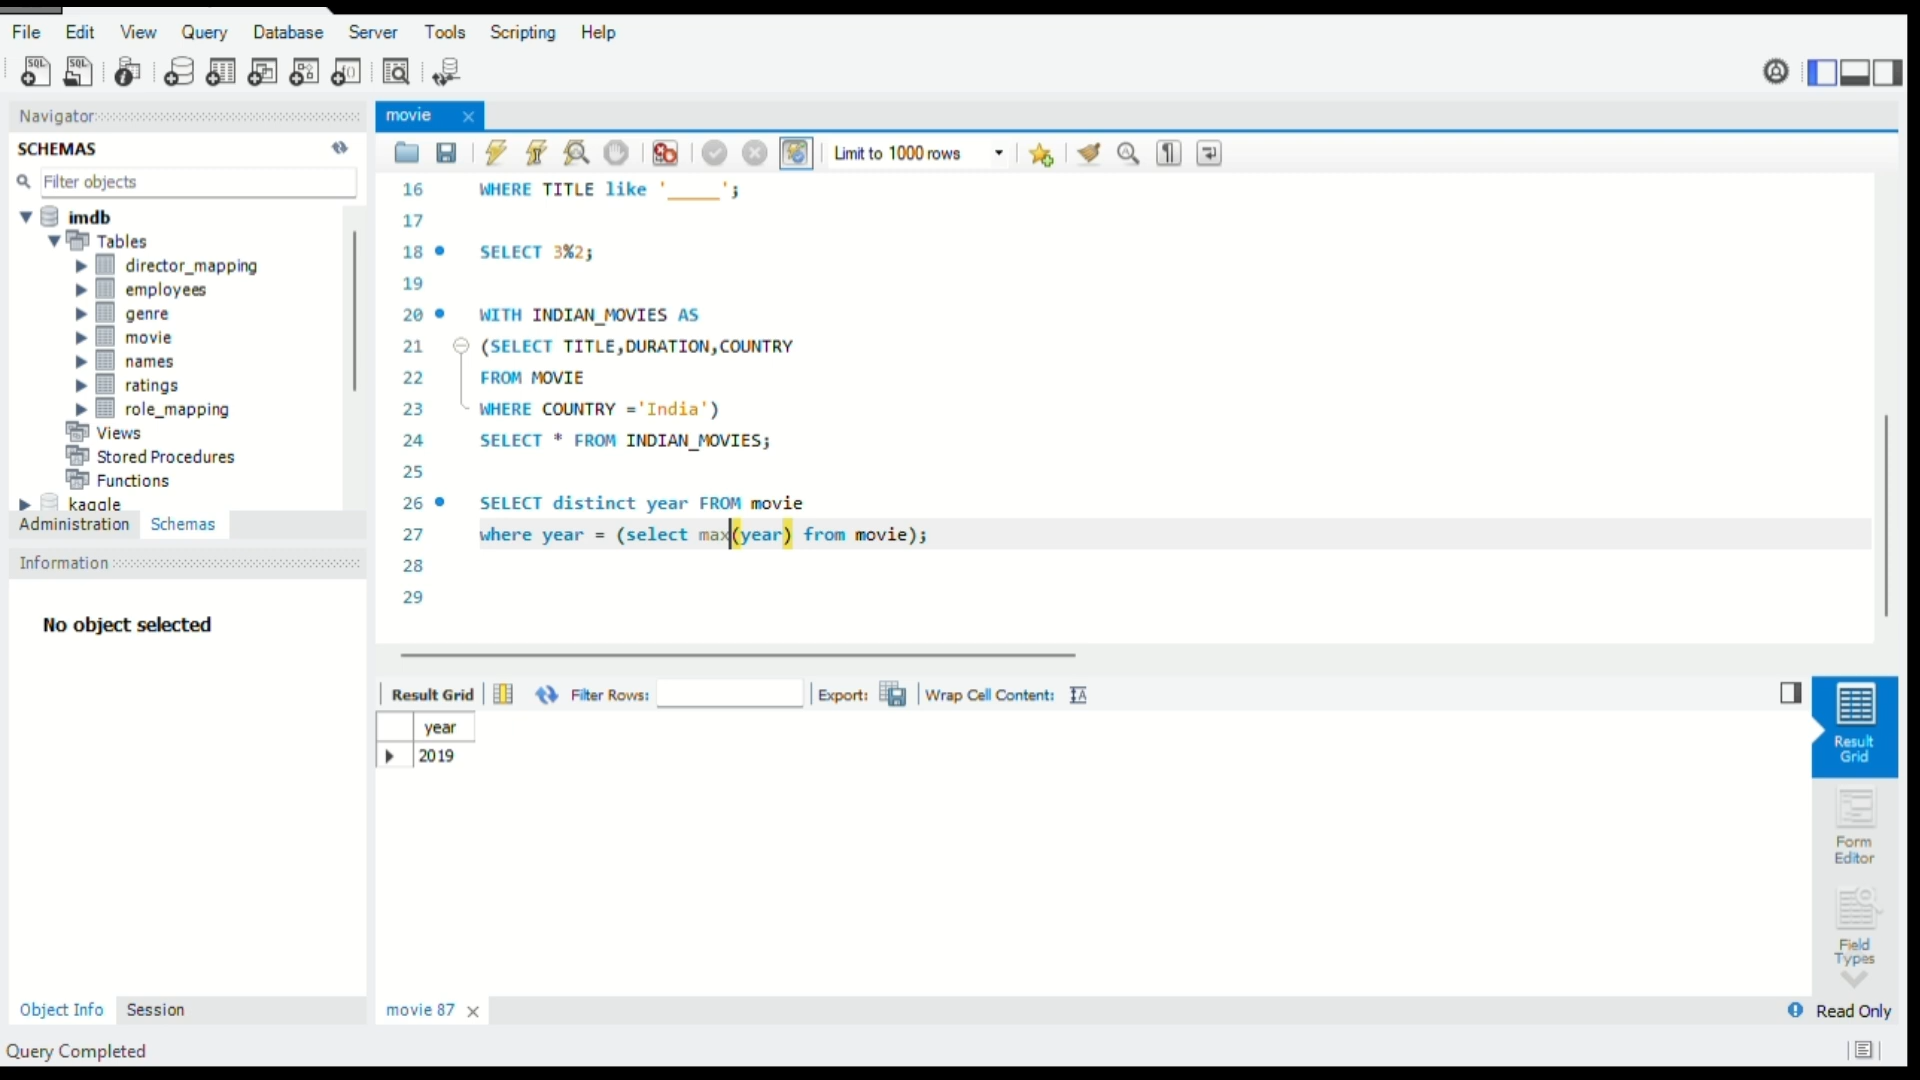 File Edit View Query Database Server Tools Scripting Help
Navigator
SCHEMAS
Filter objects
imdb
Tables
director_mapping
employees
genre
movie
names
ratings
role_mapping
Views
Stored Procedures
Functions
kaggle
Administration Schemas
Information
No object selected
Object Info Session
Query Completed
movie
Limit to 1000 rows
16 WHERE TITLE like '_____';
17
18 SELECT 3%2;
19
20 WITH INDIAN_MOVIES AS
21 (SELECT TITLE,DURATION,COUNTRY
22 FROM MOVIE
23 WHERE COUNTRY ='India')
24 SELECT * FROM INDIAN_MOVIES;
25
26 SELECT distinct year FROM movie
27 where year = (select max(year) from movie);
28
29
Result Grid Filter Rows: Export: Wrap Cell Content:
year
2019
Result
Grid
Form
Editor
Field
Types
movie 87
Read Only